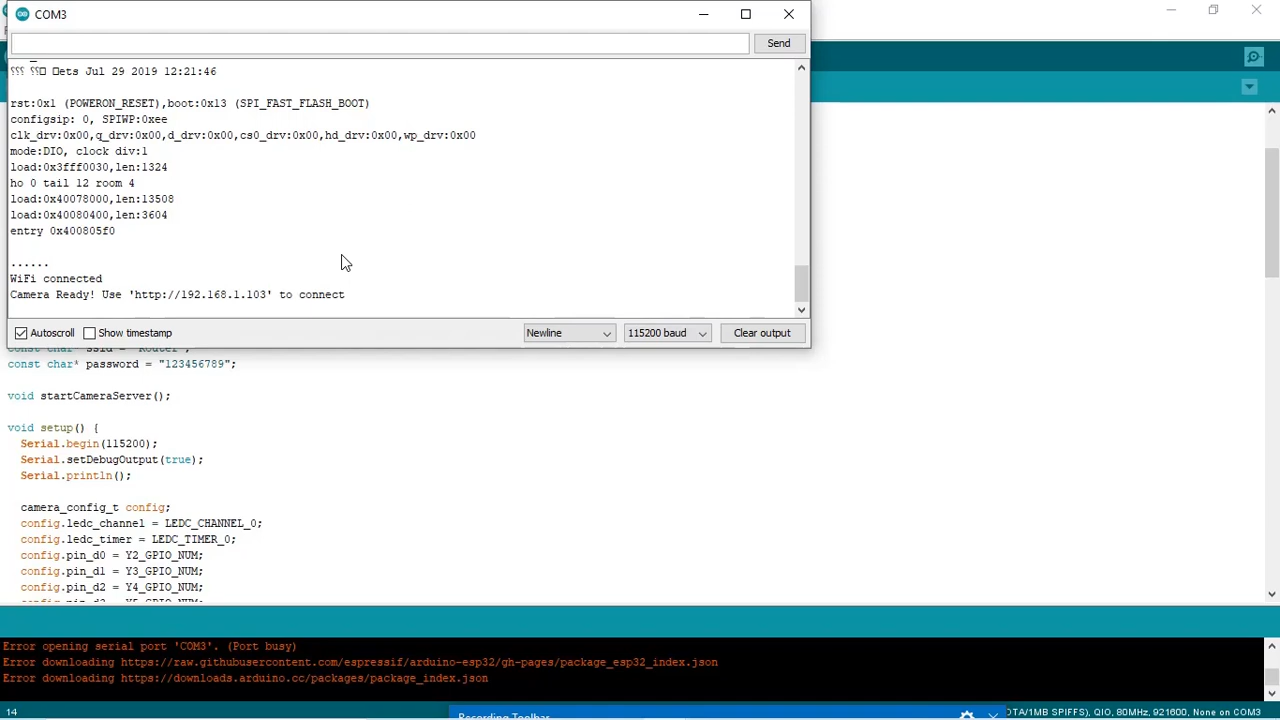 COM3
Send
ets Jul 29 2019 12:21:46
rst:0x1 (POWERON_RESET),boot:0x13 (SPI_FAST_FLASH_BOOT)
configsip: 0, SPIWP:0xee
clk_drv:0x00,q_drv:0x00,d_drv:0x00,cs0_drv:0x00,hd_drv:0x00,wp_drv:0x00
mode:DIO, clock div:1
load:0x3fff0030,len:1324
ho 0 tail 12 room 4
load:0x40078000,len:13508
load:0x40080400,len:3604
entry 0x400805f0
......
WiFi connected
Camera Ready! Use 'http://192.168.1.103' to connect
Autoscroll Show timestamp Newline 115200 baud Clear output
const char* ssid = "Router";
const char* password = "123456789";
void startCameraServer();
void setup() {
Serial.begin(115200);
Serial.setDebugOutput(true);
Serial.println();
camera_config_t config;
config.ledc_channel = LEDC_CHANNEL_0;
config.ledc_timer = LEDC_TIMER_0;
config.pin_d0 = Y2_GPIO_NUM;
config.pin_d1 = Y3_GPIO_NUM;
config.pin_d2 = Y4_GPIO_NUM;
Error opening serial port 'COM3'. (Port busy)
Error downloading https://raw.githubusercontent.com/espressif/arduino-esp32/gh-pages/package_esp32_index.json
Error downloading https://downloads.arduino.cc/packages/package_index.json
14 Recording Toolbar OTA/1MB SPIFFS), QIO, 80MHz, 921600, None on COM3